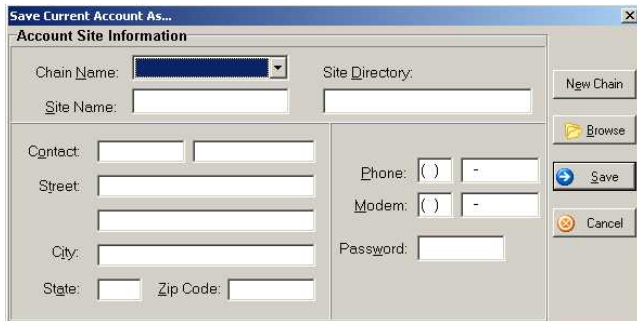 Save Current Account As...
Account Site Information
Chain Name:
Site Directory:
New Chain
Site Name:
Browse
Contact:
Phone: ( ) -
Save
Street:
Modem: ( ) -
Cancel
City:
Password:
State:
Zip Code: